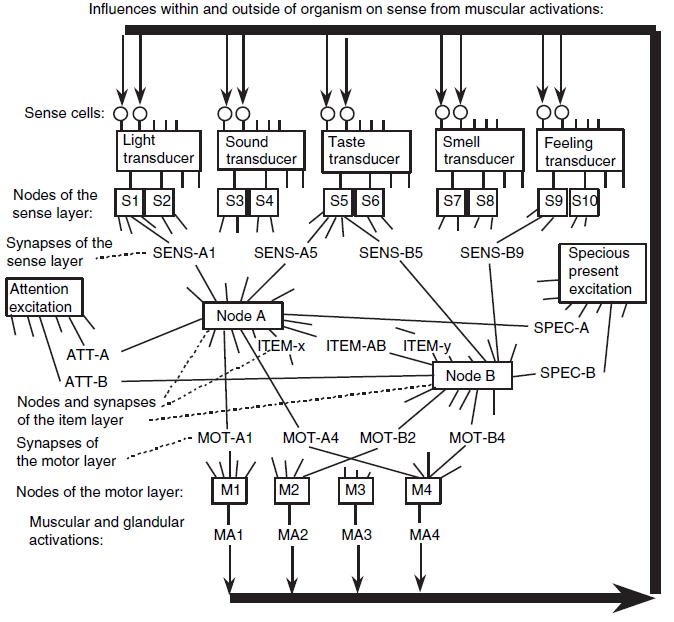 Influences within and outside of organism on sense from muscular activations:
Sense cells:
Light
transducer
Sound
transducer
Taste
transducer
Smell
transducer
Feeling
transducer
Nodes of the
sense layer:
S1 S2 S3 S4 S5 S6 S7 S8 S9 S10
Synapses of the
sense layer
SENS-A1 SENS-A5 SENS-B5 SENS-B9
Specious
present
excitation
Attention
excitation
Node A
SPEC-A
ATT-A
ITEM-x ITEM-AB ITEM-y
ATT-B
Node B
SPEC-B
Nodes and synapses
of the item layer
Synapses of
the motor layer
MOT-A1 MOT-A4 MOT-B2 MOT-B4
Nodes of the motor layer:
M1 M2 M3 M4
Muscular and glandular
activations:
MA1 MA2 MA3 MA4